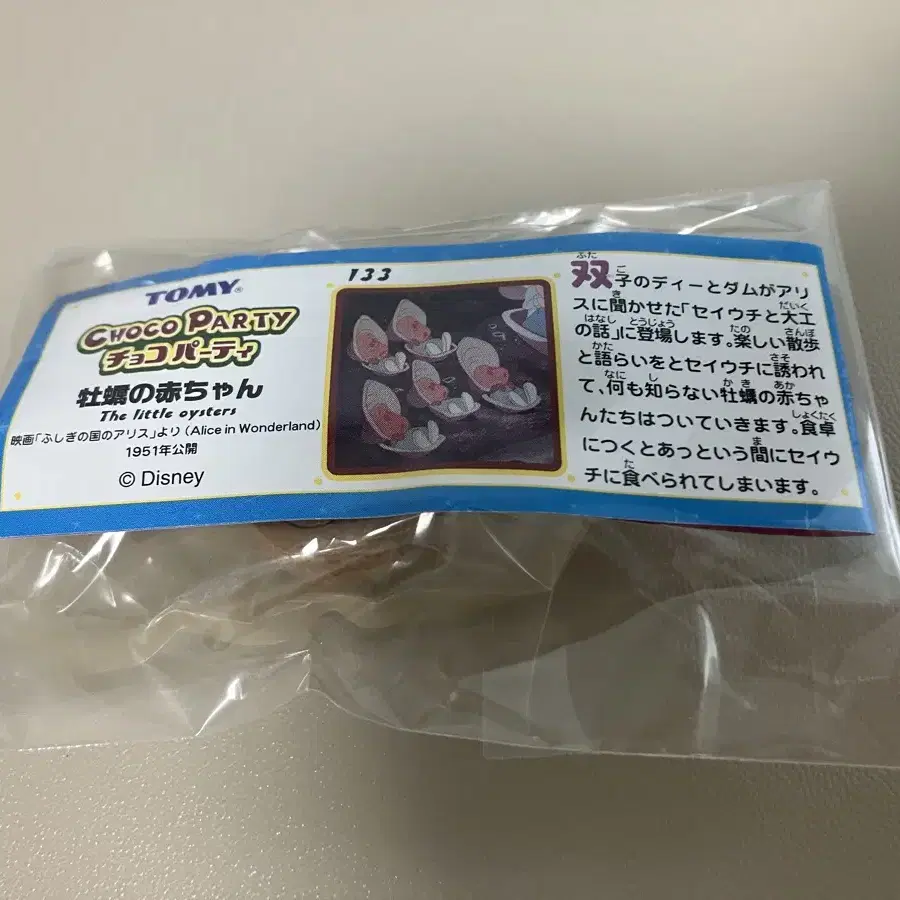 TOMY®
CHOCO PARTY
チョコパーティ
牡蠣の赤ちゃん
The little oysters
映画「ふしぎの国のアリス」より (Alice in Wonderland)
1951年公開
© Disney
133
双子のディーとダムがアリ
スに聞かせた「セイウチと大工
の話」に登場します。楽しい散歩
と語らいをとセイウチに誘われ
て、何も知らない牡蠣の赤ちゃ
んたちはついていきます。食卓
につくとあっという間にセイウ
チに食べられてしまいます。